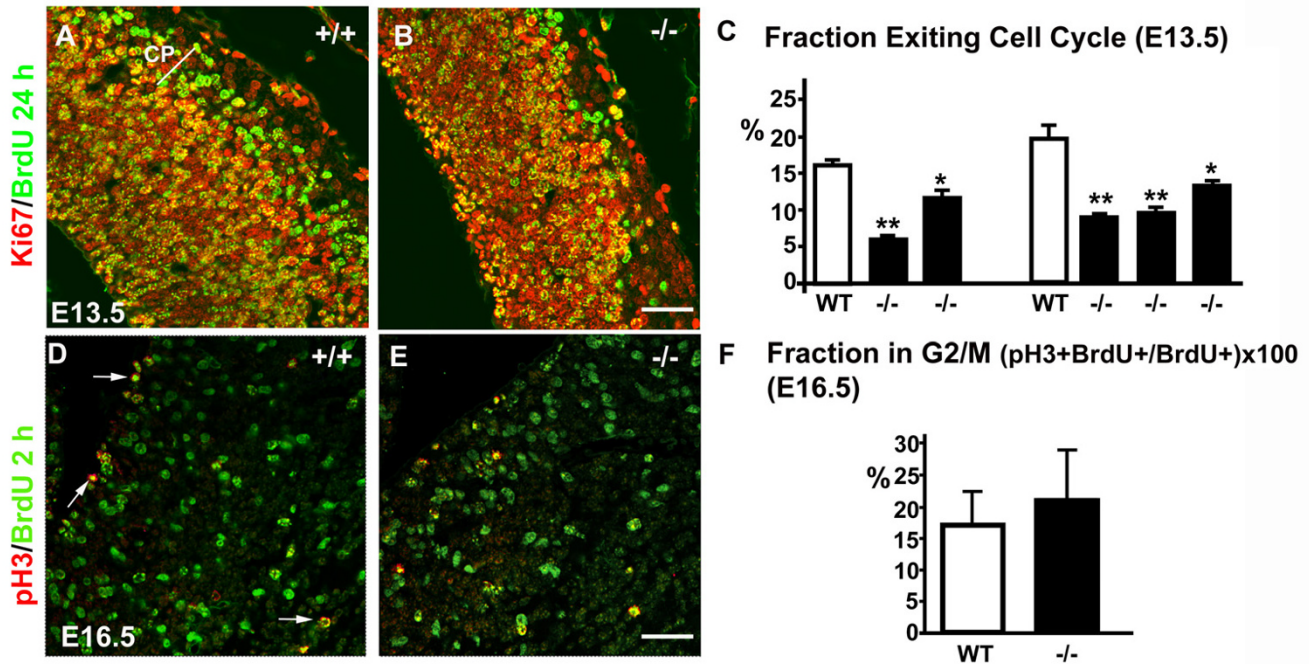 A
CP
+/+
B
-/-
Ki67/BrdU 24 h
E13.5
C Fraction Exiting Cell Cycle (E13.5)
%
25
20
15
10
5
0
**
*
**
**
*
WT -/- -/- WT -/- -/- -/-
D
+/+
E
-/-
pH3/BrdU 2 h
E16.5
F Fraction in G2/M (pH3+BrdU+/BrdU+)x100
(E16.5)
%
30
25
20
15
10
5
0
WT -/-